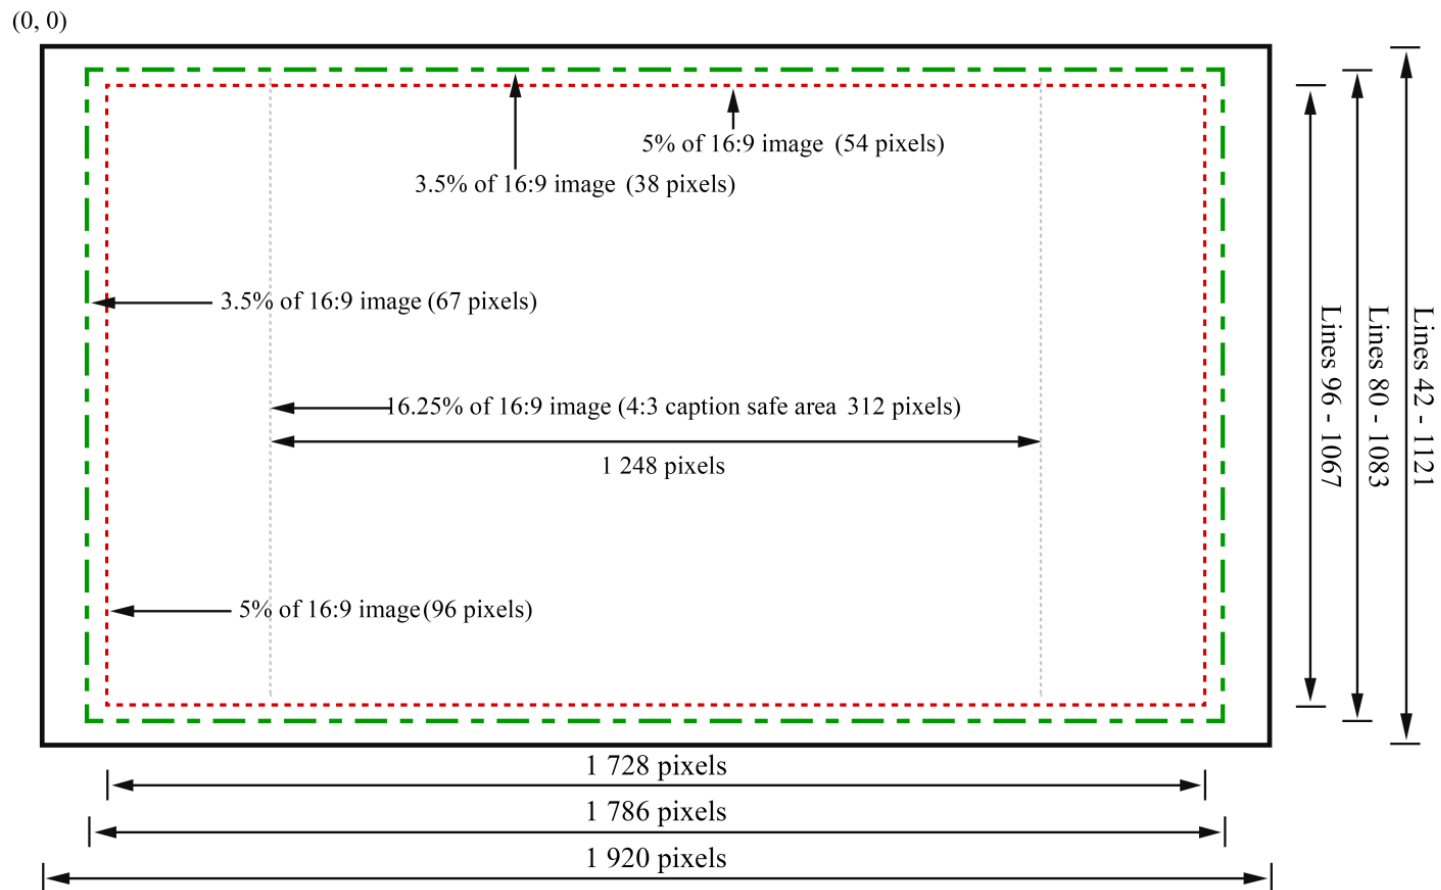 (0, 0)
5% of 16:9 image (54 pixels)
3.5% of 16:9 image (38 pixels)
3.5% of 16:9 image (67 pixels)
16.25% of 16:9 image (4:3 caption safe area 312 pixels)
1 248 pixels
5% of 16:9 image (96 pixels)
Lines 96 - 1067
Lines 80 - 1083
Lines 42 - 1121
1 728 pixels
1 786 pixels
1 920 pixels